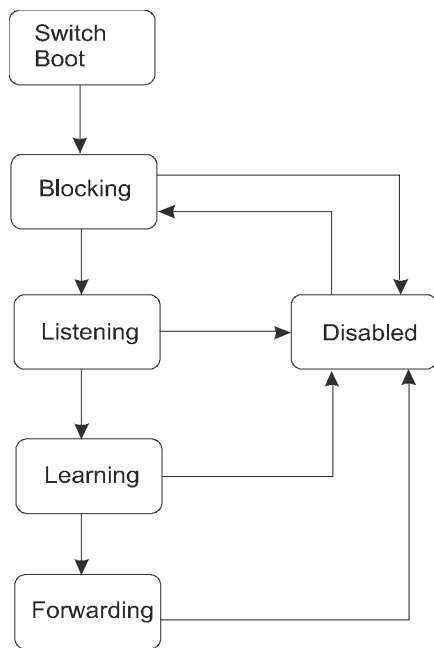 Switch
Boot
Blocking
Listening
Disabled
Learning
Forwarding